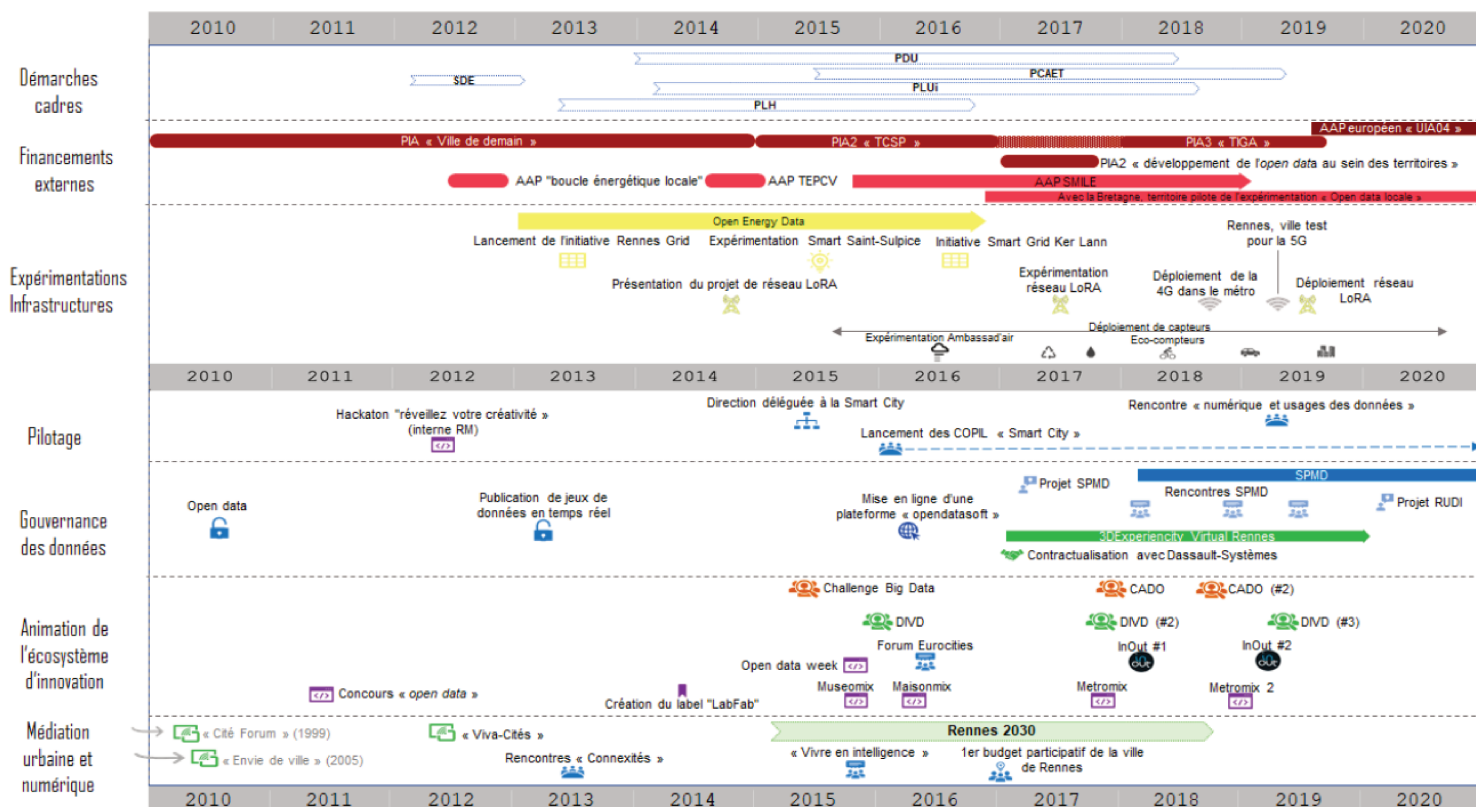 2010 2011 2012 2013 2014 2015 2016 2017 2018 2019 2020
Démarches
cadres
PDU
PCAET
SDE
PLUi
PLH
Financements
externes
AAP européen « UIA04 »
PIA « Ville de demain »
PIA2 « TCSP »
PIA3 « TIGA »
PIA2 « développement de l'open data au sein des territoires »
AAP "boucle énergétique locale"
AAP TEPCV
AAP SMILE
Avec la Bretagne, territoire pilote de l'expérimentation « Open data locale »
Expérimentations
Infrastructures
Open Energy Data
Rennes, ville test
pour la 5G
Lancement de l'initiative Rennes Grid
Expérimentation Smart Saint-Sulpice
Initiative Smart Grid Ker Lann
Présentation du projet de réseau LoRA
Expérimentation
réseau LoRA
Déploiement de la
4G dans le métro
Déploiement réseau
LoRA
Déploiement de capteurs
Expérimentation Ambassad'air
Eco-compteurs
2010 2011 2012 2013 2014 2015 2016 2017 2018 2019 2020
Pilotage
Hackaton "réveillez votre créativité »
(interne RM)
Direction déléguée à la Smart City
Lancement des COPIL « Smart City »
Rencontre « numérique et usages des données »
Gouvernance
des données
Open data
Publication de jeux de
données en temps réel
Mise en ligne d'une
plateforme « opendatasoft »
Projet SPMD
SPMD
Rencontres SPMD
Projet RUDI
3DExperiencity Virtual Rennes
Contractualisation avec Dassault-Systèmes
Animation de
l'écosystème
d'innovation
Challenge Big Data
CADO
CADO (#2)
DIVD
DIVD (#2)
DIVD (#3)
Forum Eurocities
InOut #1
InOut #2
Open data week
Concours « open data »
Création du label "LabFab"
Museomix
Maisonmix
Metromix
Metromix 2
Médiation
urbaine et
numérique
« Cité Forum » (1999)
« Envie de ville » (2005)
« Viva-Cités »
Rencontres « Connexités »
Rennes 2030
« Vivre en intelligence »
1er budget participatif de la ville
de Rennes
2010 2011 2012 2013 2014 2015 2016 2017 2018 2019 2020